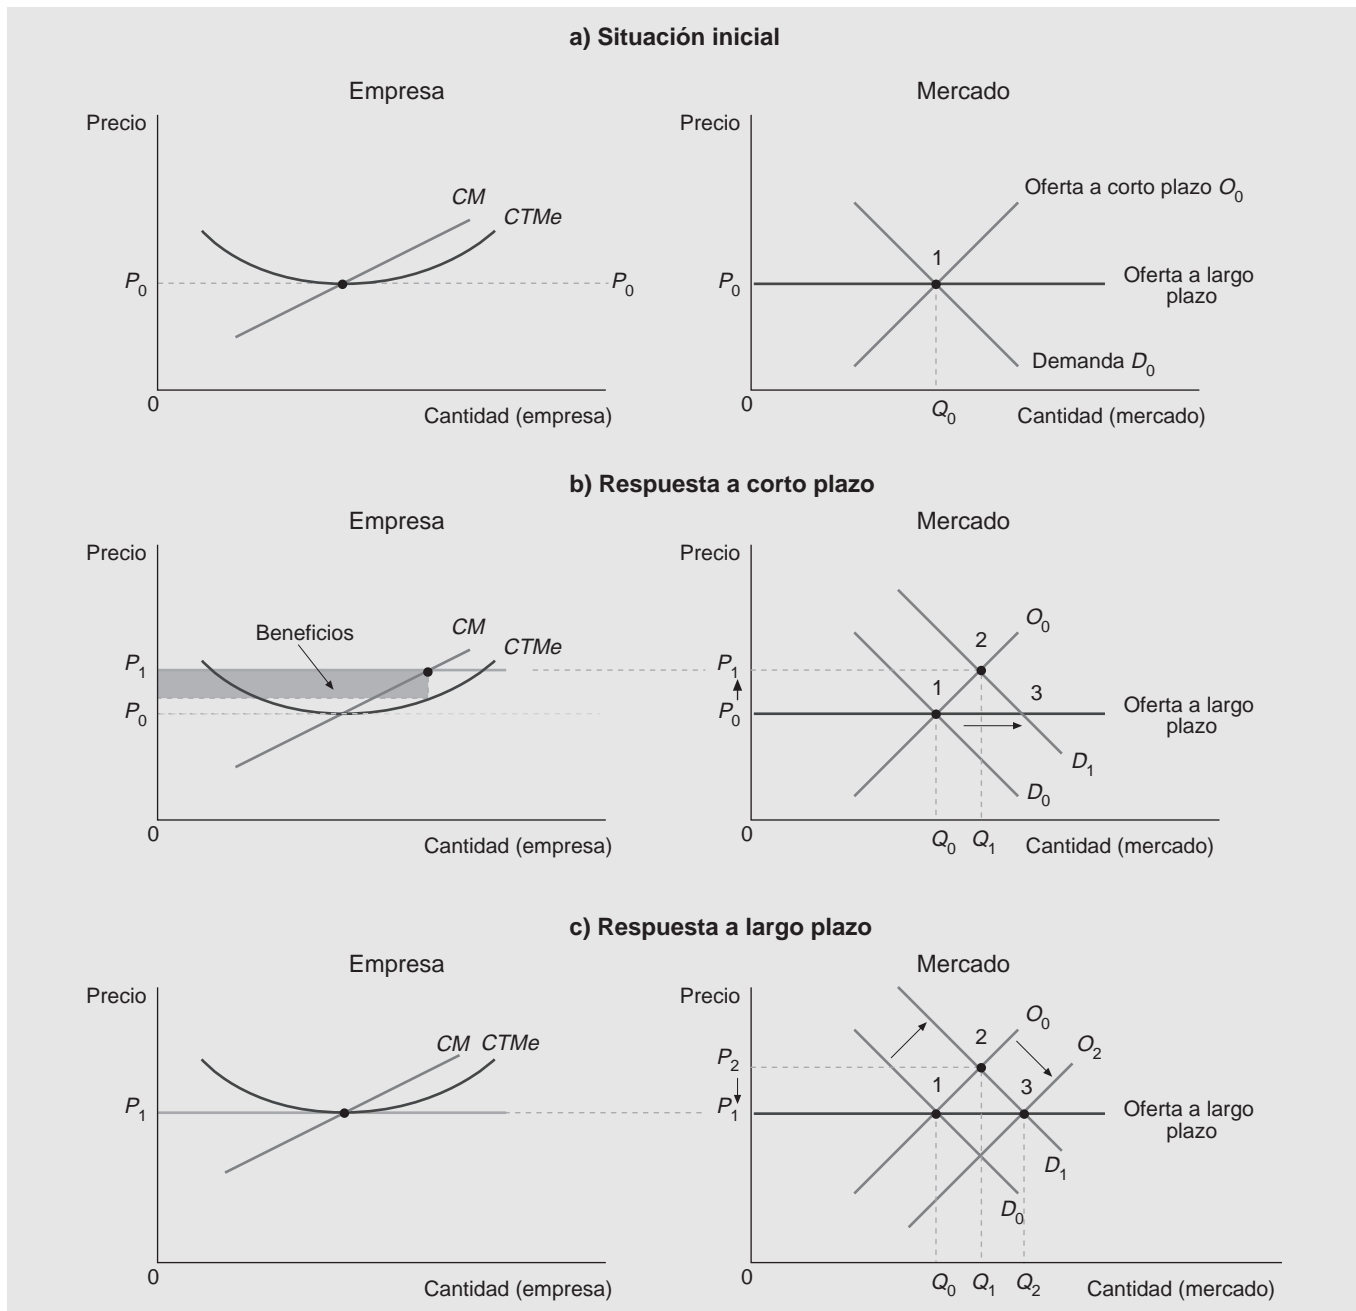 a) Situación inicial
Empresa
Mercado
Precio
CM
CTMe
P0
P0
0
Cantidad (empresa)
Precio
Oferta a corto plazo O0
1
P0
Oferta a largo
plazo
Demanda D0
0
Q0
Cantidad (mercado)
b) Respuesta a corto plazo
Empresa
Mercado
Precio
Beneficios
CM
CTMe
P1
P0
0
Cantidad (empresa)
Precio
O0
2
P1
1
3
P0
Oferta a largo
plazo
D1
D0
0
Q0
Q1
Cantidad (mercado)
c) Respuesta a largo plazo
Empresa
Mercado
Precio
CM
CTMe
P1
0
Cantidad (empresa)
Precio
O0
2
O2
P2
1
3
P1
Oferta a largo
plazo
D1
D0
0
Q0
Q1
Q2
Cantidad (mercado)